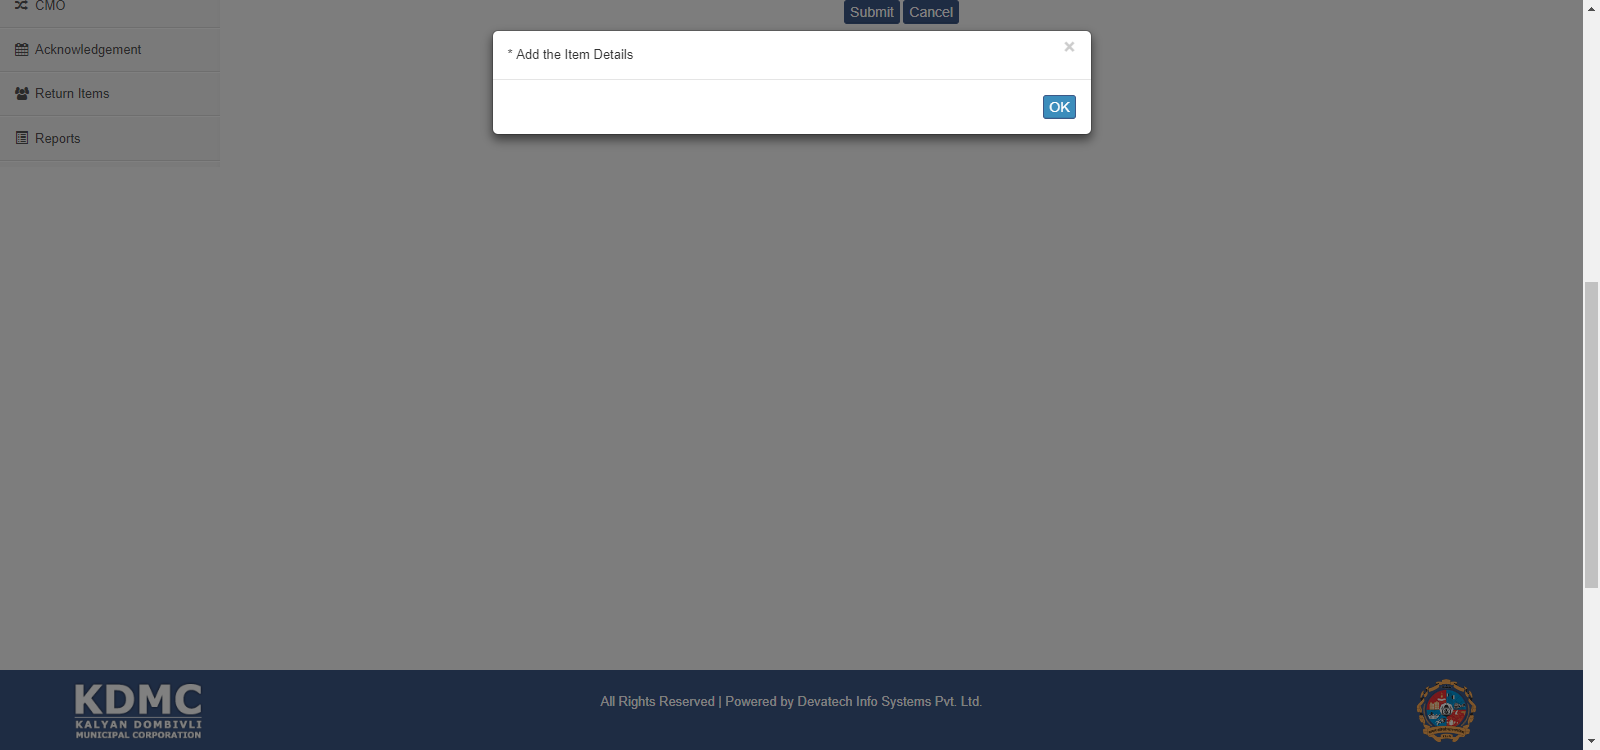 CMO
Acknowledgement
Return Items
Reports
Submit Cancel
* Add the Item Details
×
OK
KDMC
KALYAN DOMBIVLI
MUNICIPAL CORPORATION
All Rights Reserved | Powered by Devatech Info Systems Pvt. Ltd.